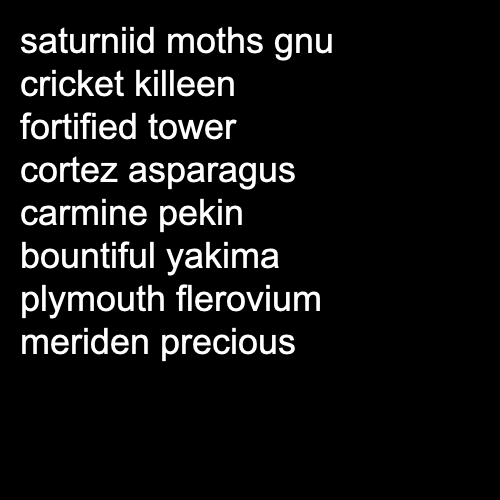 saturniid moths gnu
cricket killeen
fortified tower
cortez asparagus
carmine pekin
bountiful yakima
plymouth flerovium
meriden precious